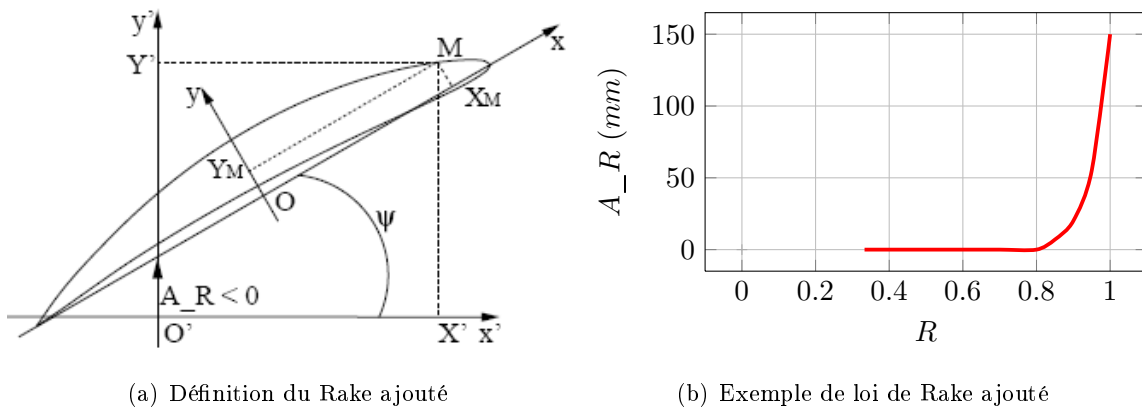 y'
x
Y'
M
y
XM
YM
O
ψ
A_R < 0
O'
X'
x'
(a) Définition du Rake ajouté
150
100
50
0
A_R (mm)
0
0.2
0.4
0.6
0.8
1
R
(b) Exemple de loi de Rake ajouté